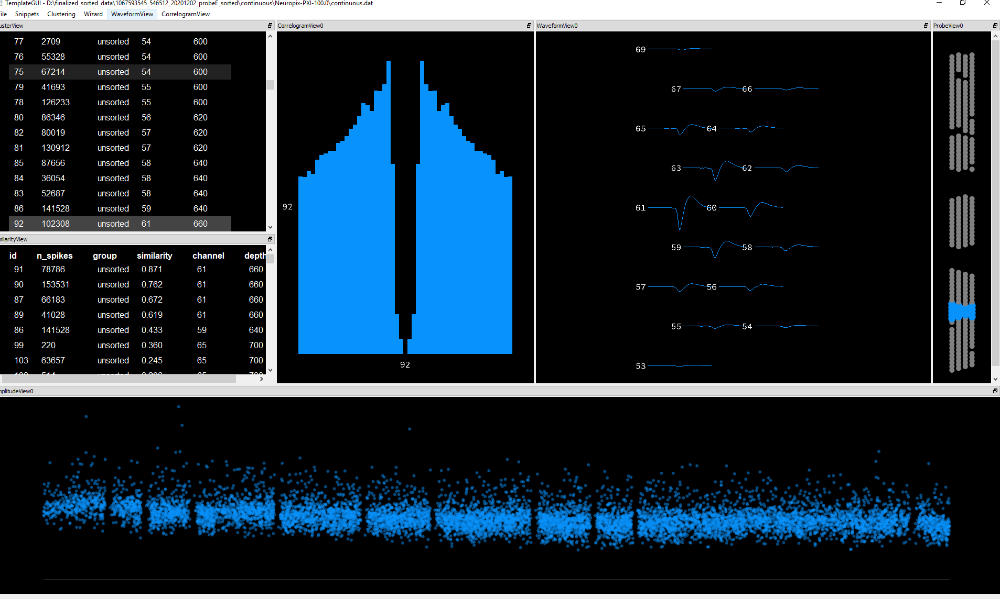 TemplateGUI - D:\finalized_sorted_data\1067593545_546512_20201202_probeE_sorted\continuous\Neuropix-PXI-100.0\continuous.dat
ile Snippets Clustering Wizard WaveformView CorrelogramView
usterView
77 2709 unsorted 54 600
76 55328 unsorted 54 600
75 67214 unsorted 54 600
79 41693 unsorted 55 600
78 126233 unsorted 55 600
80 86346 unsorted 56 620
82 80019 unsorted 57 620
81 130912 unsorted 57 620
85 87656 unsorted 58 640
84 36054 unsorted 58 640
83 52687 unsorted 58 640
86 141528 unsorted 59 640
92 102308 unsorted 61 660
milarityView
id n_spikes group similarity channel depth
91 78786 unsorted 0.871 61 660
90 153531 unsorted 0.762 61 660
87 66183 unsorted 0.672 61 660
89 41028 unsorted 0.619 61 660
86 141528 unsorted 0.433 59 640
99 220 unsorted 0.360 65 700
103 63657 unsorted 0.245 65 700
CorrelogramView0
92
92
WaveformView0
69
67 66
65 64
63 62
61 60
59 58
57 56
55 54
53
ProbeView0
mplitudeView0